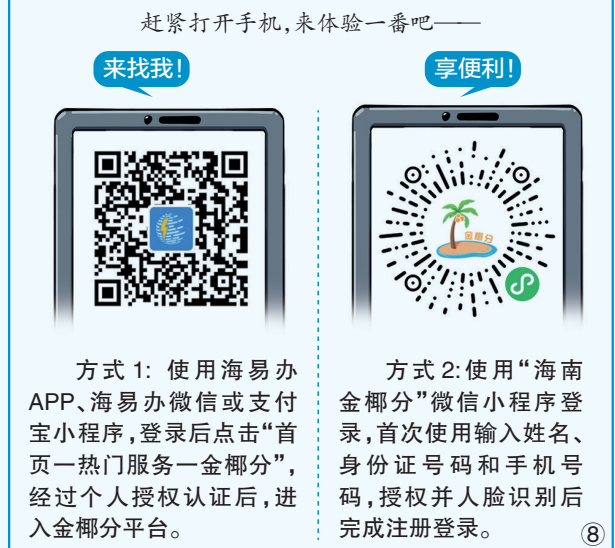 赶紧打开手机,来体验一番吧——
来找我!
享便利!
金椰分
方式 1: 使用海易办
APP、海易办微信或支付
宝小程序,登录后点击“首
页—热门服务—金椰分”,
经过个人授权认证后,进
入金椰分平台。
方式 2:使用“海南
金椰分”微信小程序登
录,首次使用输入姓名、
身份证号码和手机号
码,授权并人脸识别后
完成注册登录。
⑧